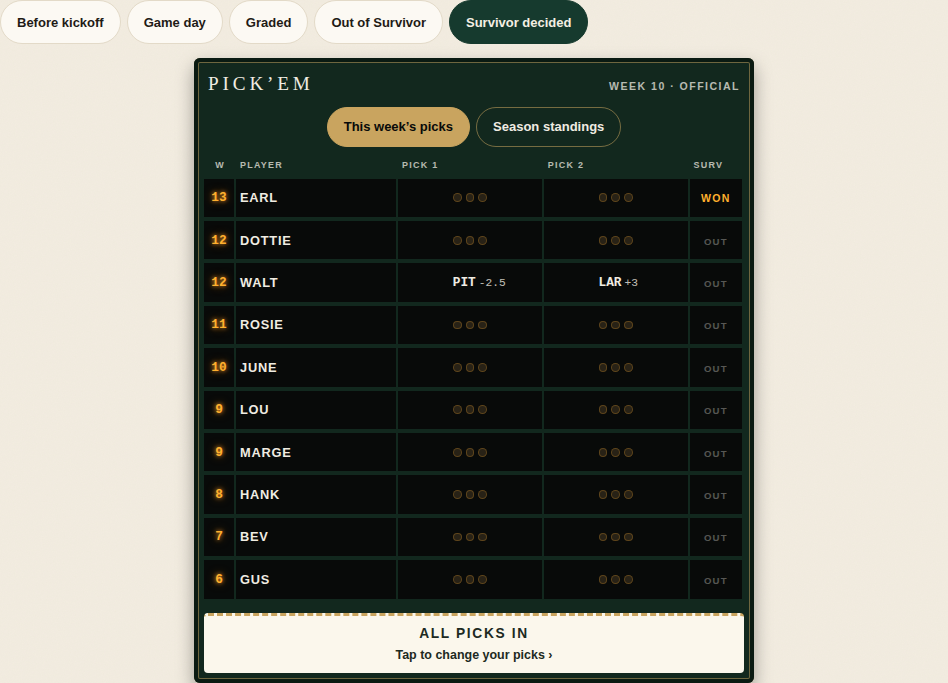 Before kickoff Game day Graded Out of Survivor Survivor decided
PICK’EM WEEK 10 · OFFICIAL
This week’s picks Season standings
W PLAYER PICK 1 PICK 2 SURV
13 EARL WON
12 DOTTIE OUT
12 WALT PIT -2.5 LAR +3 OUT
11 ROSIE OUT
10 JUNE OUT
9 LOU OUT
9 MARGE OUT
8 HANK OUT
7 BEV OUT
6 GUS OUT
ALL PICKS IN
Tap to change your picks ›